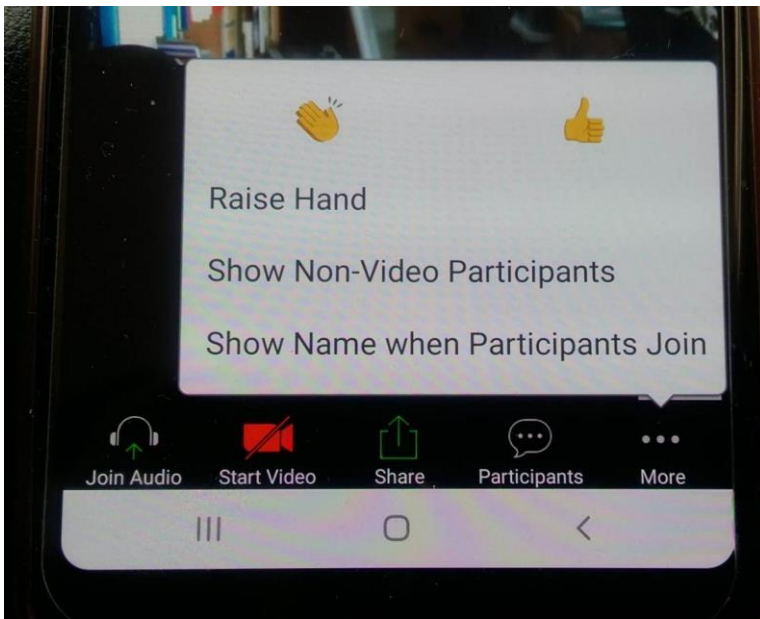 Raise Hand
Show Non-Video Participants
Show Name when Participants Join
Join Audio Start Video Share Participants More